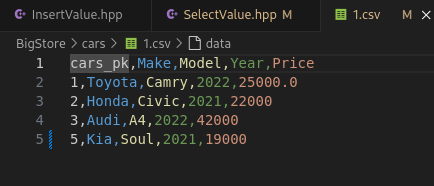 InsertValue.hpp SelectValue.hpp M 1.csv M
BigStore > cars > 1.csv > data
1 cars_pk,Make,Model,Year,Price
2 1,Toyota,Camry,2022,25000.0
3 2,Honda,Civic,2021,22000
4 3,Audi,A4,2022,42000
5 5,Kia,Soul,2021,19000